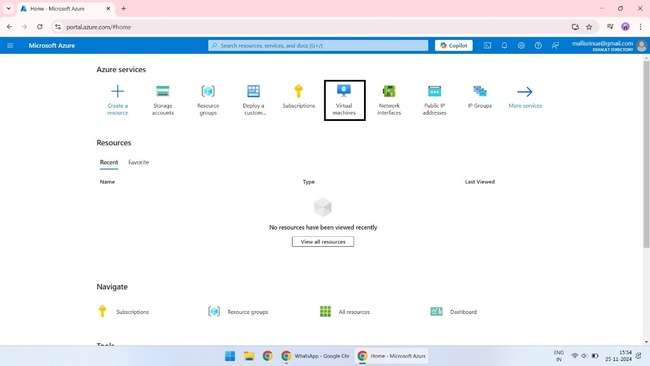 Home - Microsoft Azure
portal.azure.com/#home
Microsoft Azure
Search resources, services, and docs (G+/)
Copilot
DEFAULT DIRECTORY
Azure services
Create a resource
Storage accounts
Resource groups
Deploy a custom...
Subscriptions
Virtual machines
Network interfaces
Public IP addresses
IP Groups
More services
Resources
Recent Favorite
Name Type Last Viewed
No resources have been viewed recently
View all resources
Navigate
Subscriptions Resource groups All resources Dashboard
Tools
WhatsApp - Google Chr
Home - Microsoft Azure
ENG
IN
15:54
25-11-2024